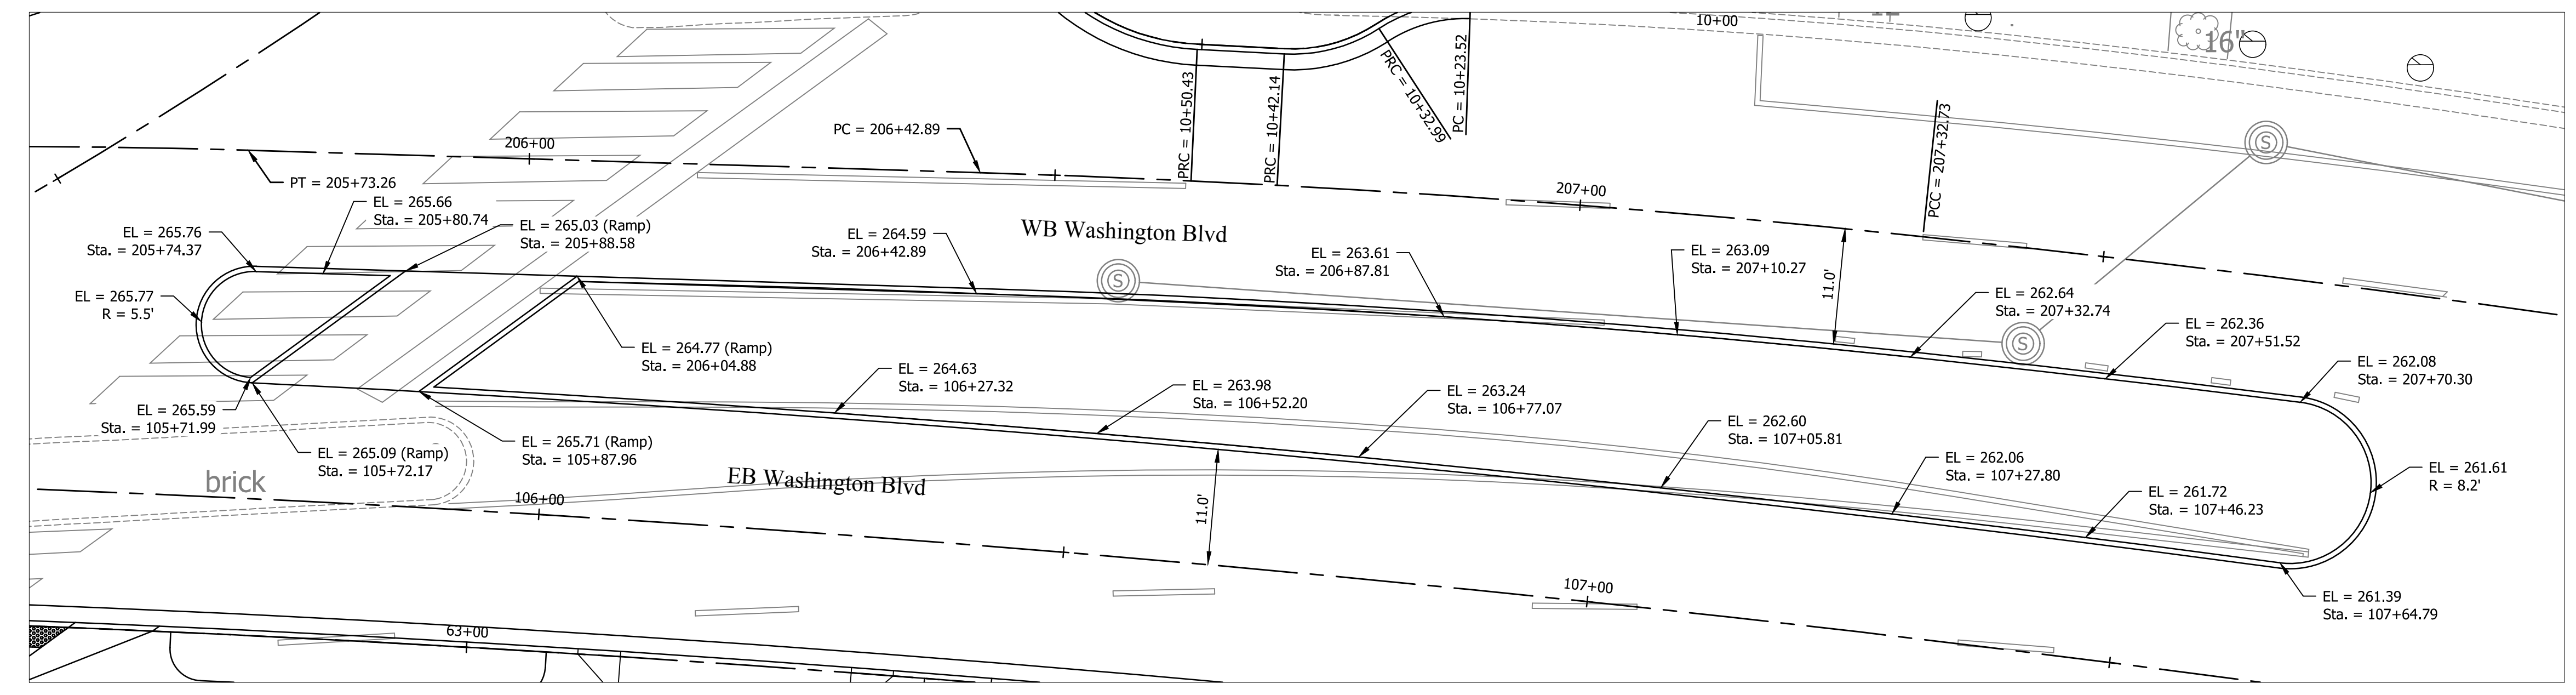 10+00
16"
PRC = 10+50.43
PRC = 10+42.14
PRC = 10+32.99
PC = 10+23.52
PCC = 207+32.73
PC = 206+42.89
206+00
PT = 205+73.26
207+00
EL = 265.66
Sta. = 205+80.74
EL = 265.03 (Ramp)
Sta. = 205+88.58
EL = 265.76
Sta. = 205+74.37
WB Washington Blvd
EL = 264.59
Sta. = 206+42.89
EL = 263.61
Sta. = 206+87.81
EL = 263.09
Sta. = 207+10.27
11.0'
S
S
S
EL = 265.77
R = 5.5'
EL = 262.64
Sta. = 207+32.74
EL = 262.36
Sta. = 207+51.52
EL = 264.77 (Ramp)
Sta. = 206+04.88
EL = 262.08
Sta. = 207+70.30
EL = 264.63
Sta. = 106+27.32
EL = 263.98
Sta. = 106+52.20
EL = 263.24
Sta. = 106+77.07
EL = 265.59
Sta. = 105+71.99
EL = 262.60
Sta. = 107+05.81
EL = 265.09 (Ramp)
Sta. = 105+72.17
EL = 265.71 (Ramp)
Sta. = 105+87.96
EL = 262.06
Sta. = 107+27.80
EL = 261.61
R = 8.2'
brick
EB Washington Blvd
106+00
11.0'
EL = 261.72
Sta. = 107+46.23
107+00
EL = 261.39
Sta. = 107+64.79
63+00